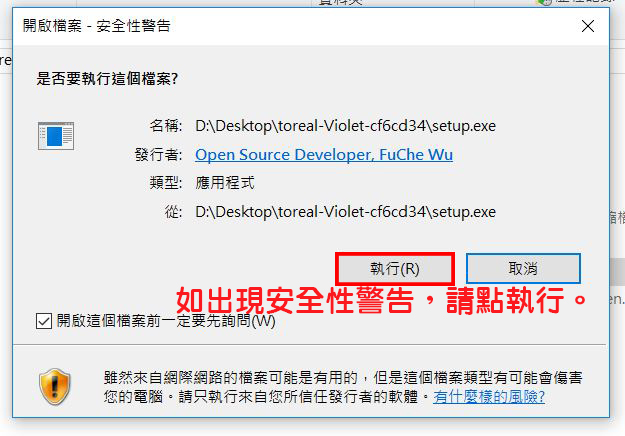 開啟檔案 - 安全性警告
是否要執行這個檔案?
名稱: D:\Desktop\toreal-Violet-cf6cd34\setup.exe
發行者: Open Source Developer, FuChe Wu
類型: 應用程式
從: D:\Desktop\toreal-Violet-cf6cd34\setup.exe
執行(R) 取消
如出現安全性警告，請點執行。
開啟這個檔案前一定要先詢問(W)
雖然來自網際網路的檔案可能是有用的，但是這個檔案類型有可能會傷害
您的電腦。請只執行來自您所信任發行者的軟體。有什麼樣的風險?